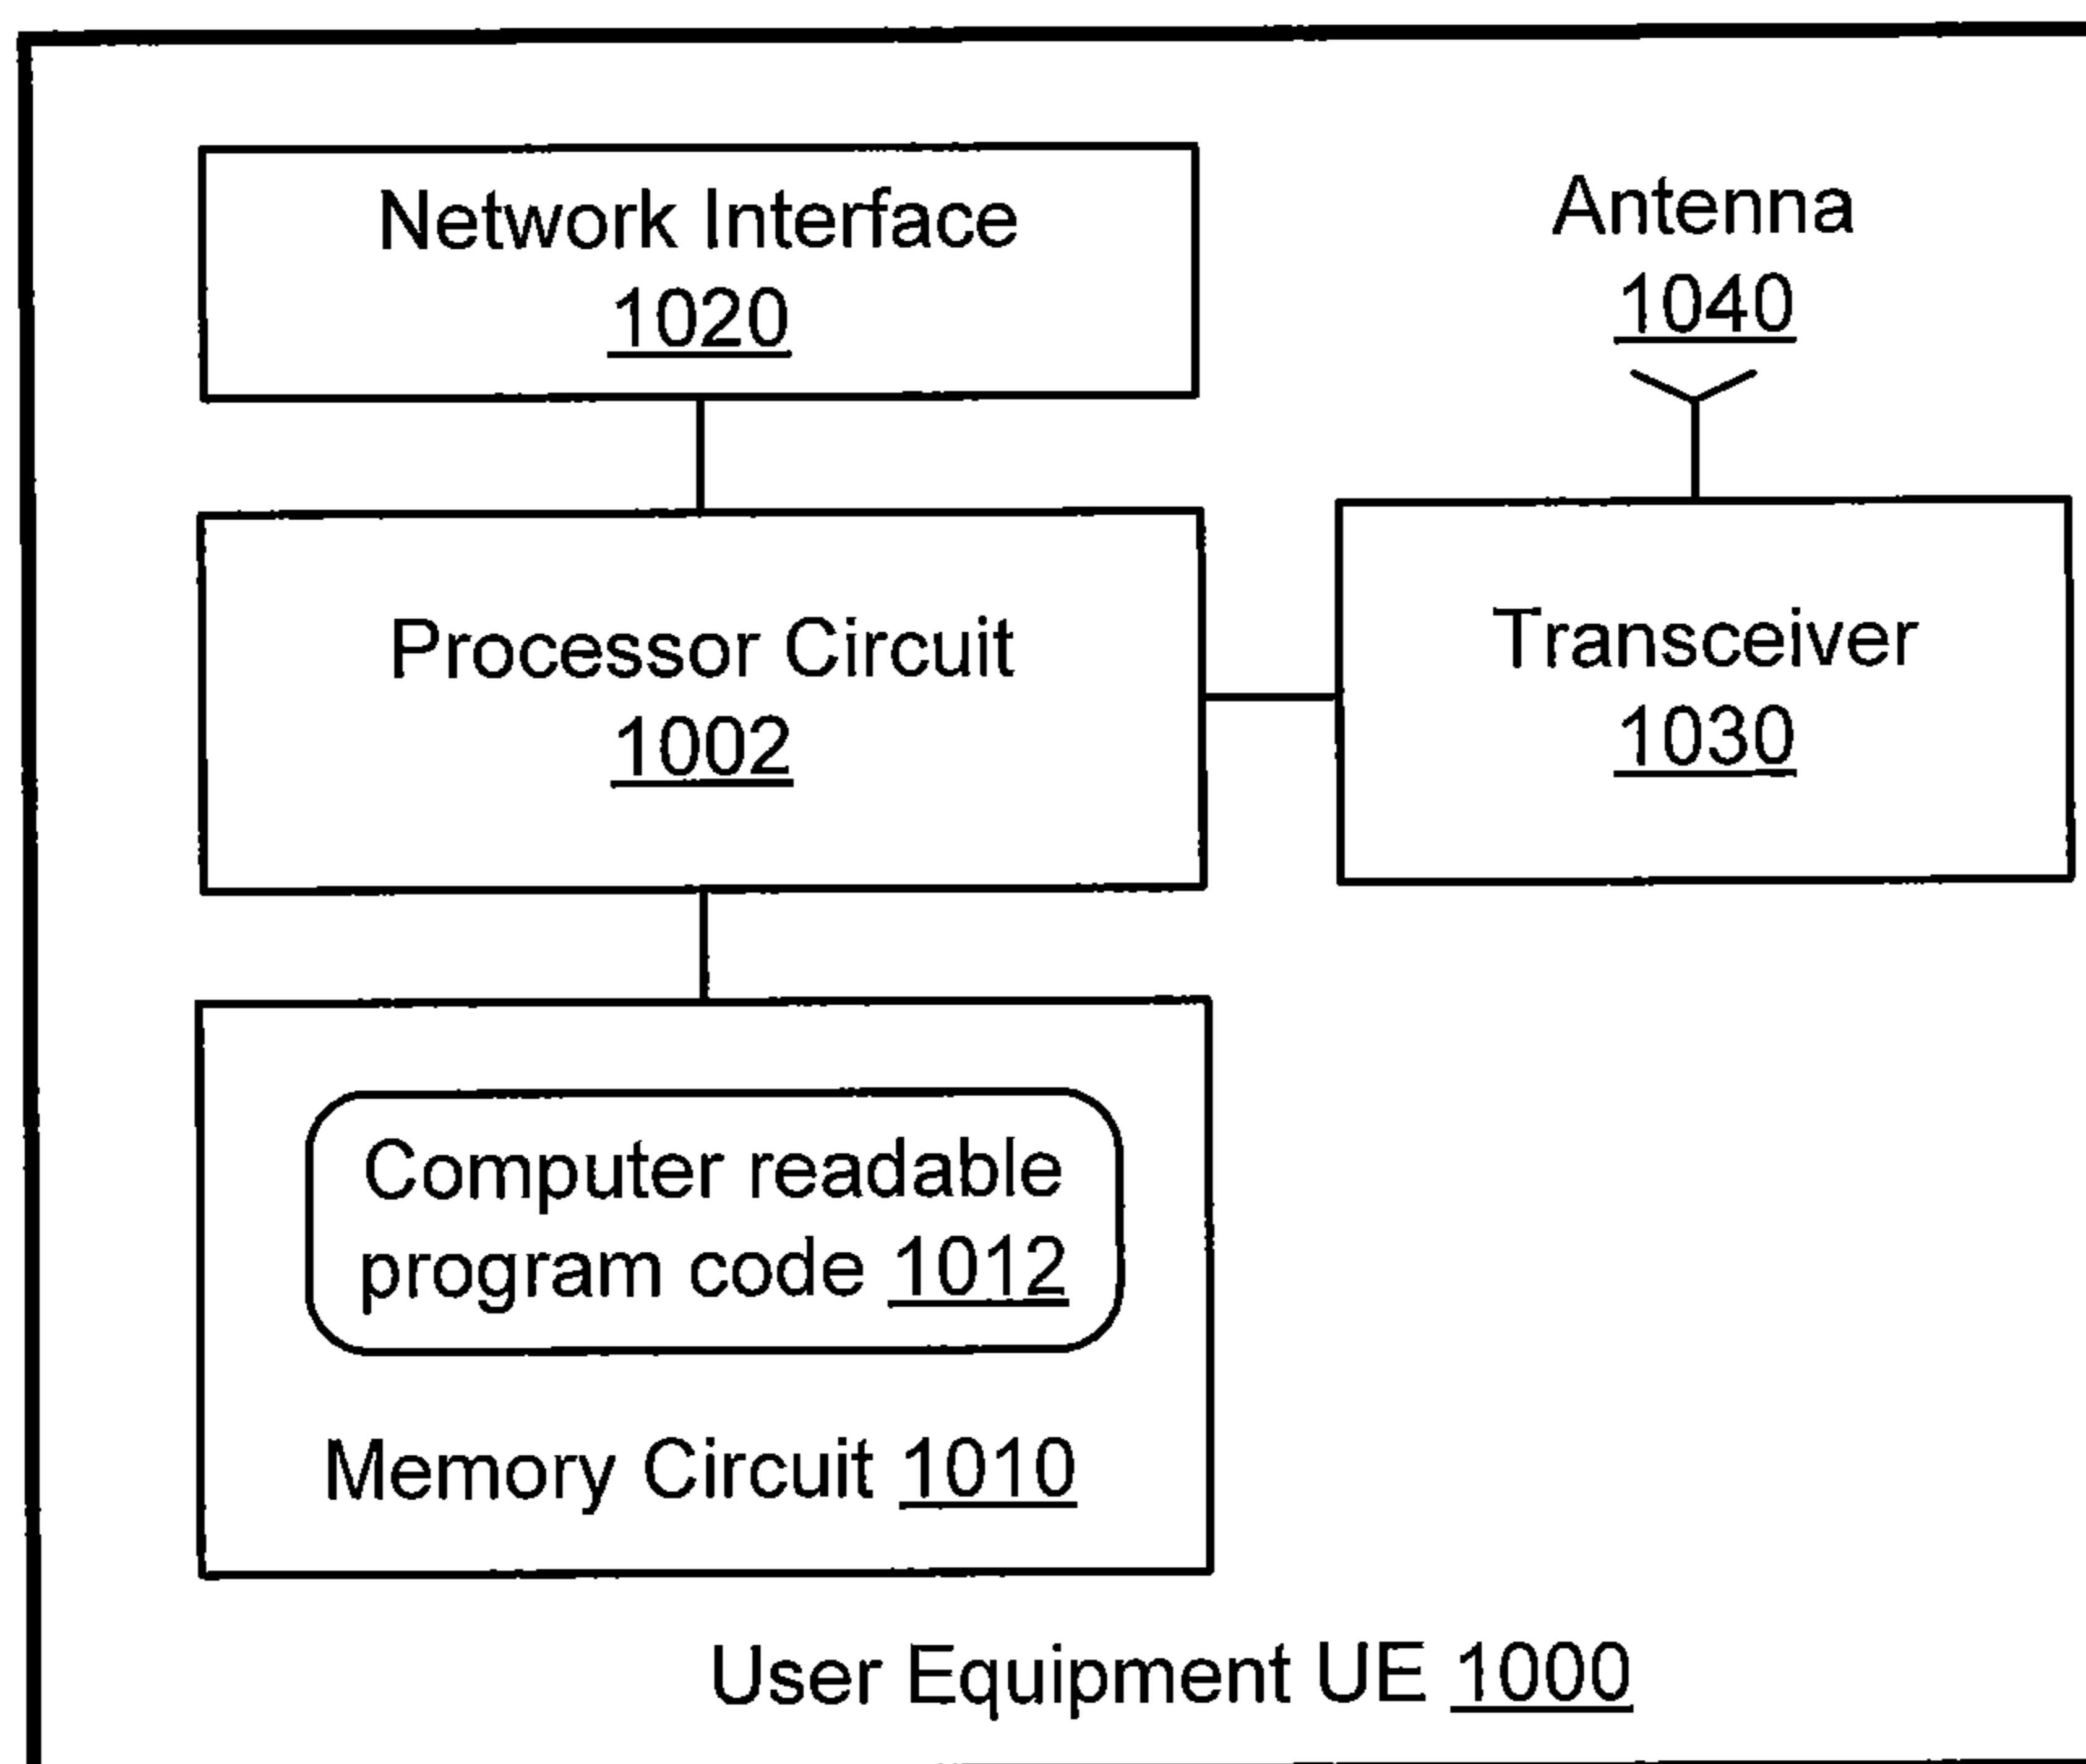 Network Interface
1020
Antenna
1040
Processor Circuit
1002
Transceiver
1030
Computer readable
program code 1012
Memory Circuit 1010
User Equipment UE 1000